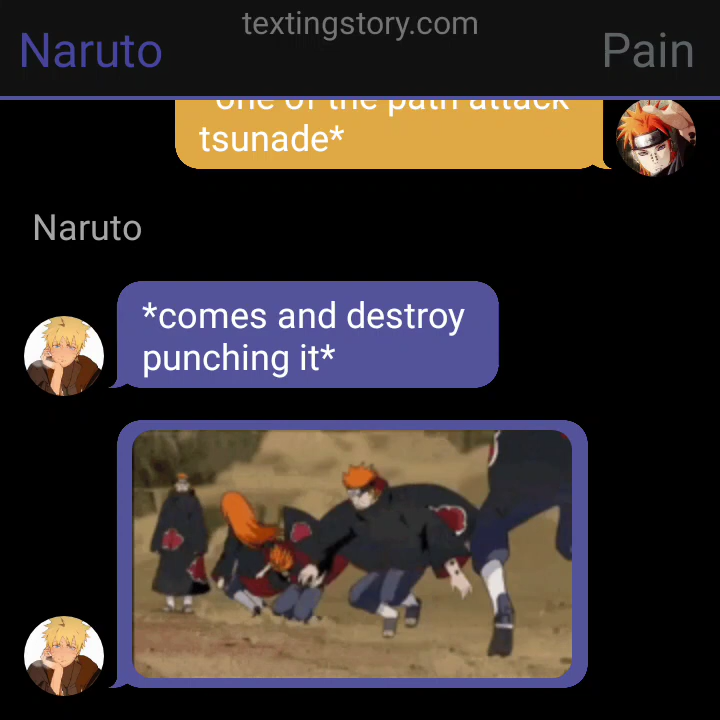 textingstory.com
Naruto
Pain
*one of the path attack
tsunade*
Naruto
*comes and destroy
punching it*